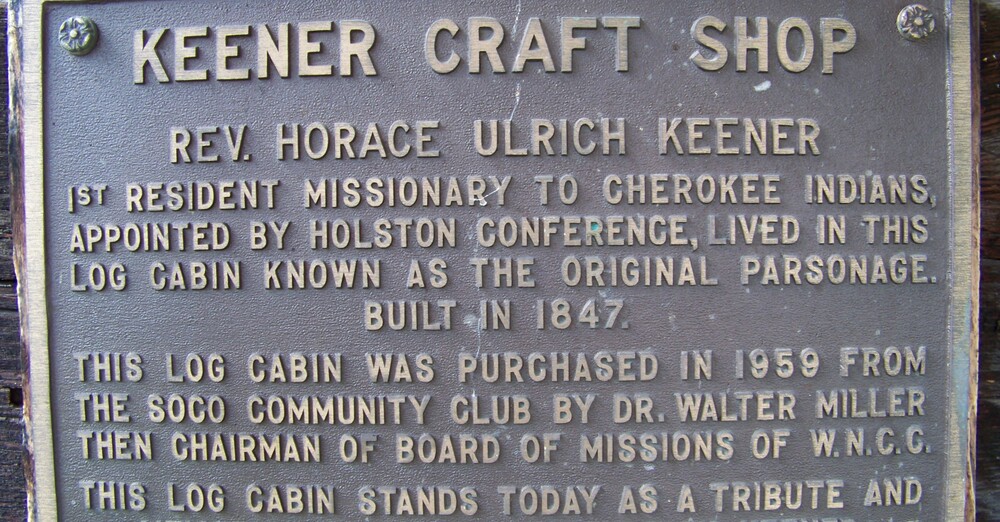 KEENER CRAFT SHOP
REV. HORACE ULRICH KEENER
1ST RESIDENT MISSIONARY TO CHEROKEE INDIANS,
APPOINTED BY HOLSTON CONFERENCE, LIVED IN THIS
LOG CABIN KNOWN AS THE ORIGINAL PARSONAGE.
BUILT IN 1847.
THIS LOG CABIN WAS PURCHASED IN 1959 FROM
THE SOCO COMMUNITY CLUB BY DR. WALTER MILLER
THEN CHAIRMAN OF BOARD OF MISSIONS OF W.N.C.C.
THIS LOG CABIN STANDS TODAY AS A TRIBUTE AND